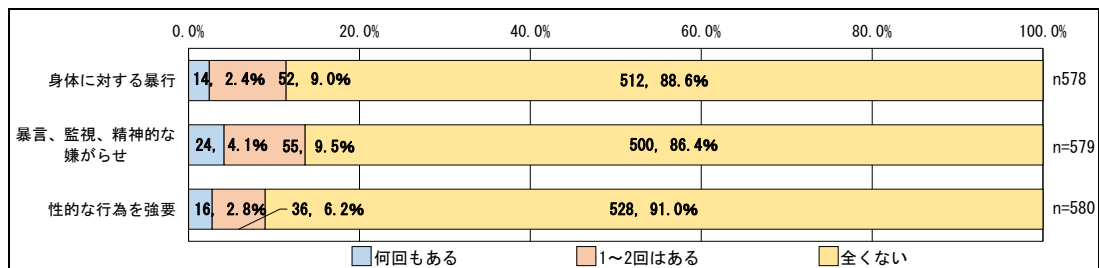 0.0% 20.0% 40.0% 60.0% 80.0% 100.0%
身体に対する暴行 14, 2.4% 52, 9.0% 512, 88.6% n578
暴言、監視、精神的な
嫌がらせ 24, 4.1% 55, 9.5% 500, 86.4% n=579
性的な行為を強要 16, 2.8% 36, 6.2% 528, 91.0% n=580
何回もある 1～2回はある 全くない